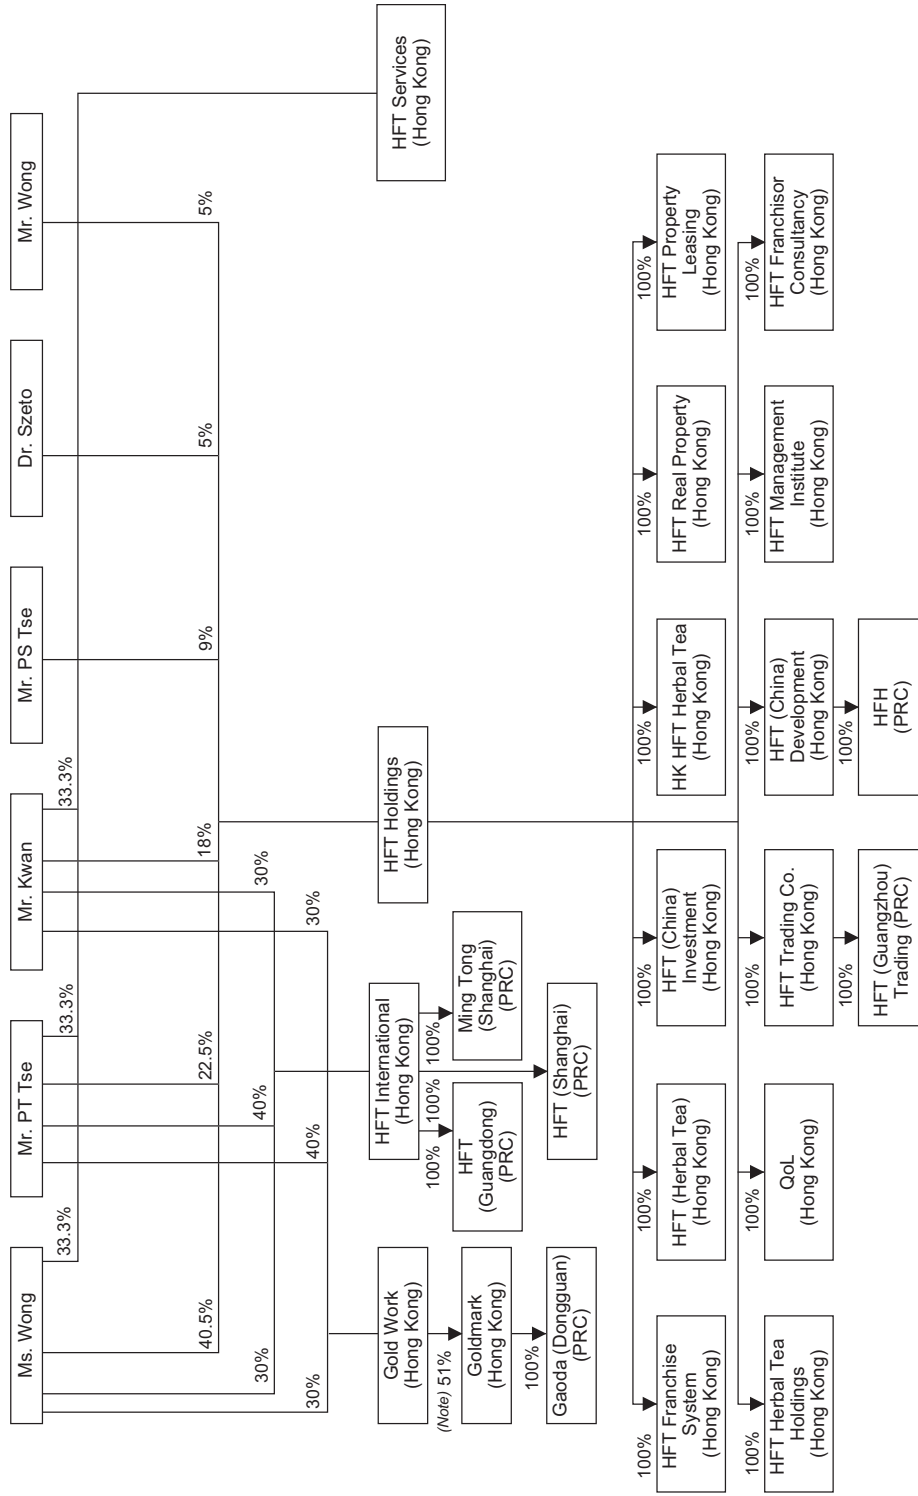 Ms. Wong
Mr. PT Tse
Mr. Kwan
Mr. PS Tse
Dr. Szeto
Mr. Wong
33.3%
33.3%
33.3%
40.5%
22.5%
18%
9%
5%
5%
30%
40%
30%
30%
40%
30%
Gold Work
(Hong Kong)
(Note) 51%
Goldmark
(Hong Kong)
100%
Gaoda (Dongguan)
(PRC)
HFT International
(Hong Kong)
100%
100%
100%
HFT
(Guangdong)
(PRC)
Ming Tong
(Shanghai)
(PRC)
HFT (Shanghai)
(PRC)
HFT Holdings
(Hong Kong)
HFT Services
(Hong Kong)
100%
100%
100%
100%
100%
100%
HFT Franchise
System
(Hong Kong)
HFT (Herbal Tea)
(Hong Kong)
HFT (China)
Investment
(Hong Kong)
HK HFT Herbal Tea
(Hong Kong)
HFT Real Property
(Hong Kong)
HFT Property
Leasing
(Hong Kong)
100%
100%
100%
100%
100%
100%
HFT Herbal Tea
Holdings
(Hong Kong)
QoL
(Hong Kong)
HFT Trading Co.
(Hong Kong)
HFT (China)
Development
(Hong Kong)
HFT Management
Institute
(Hong Kong)
HFT Franchisor
Consultancy
(Hong Kong)
100%
100%
HFT (Guangzhou)
Trading (PRC)
HFH
(PRC)